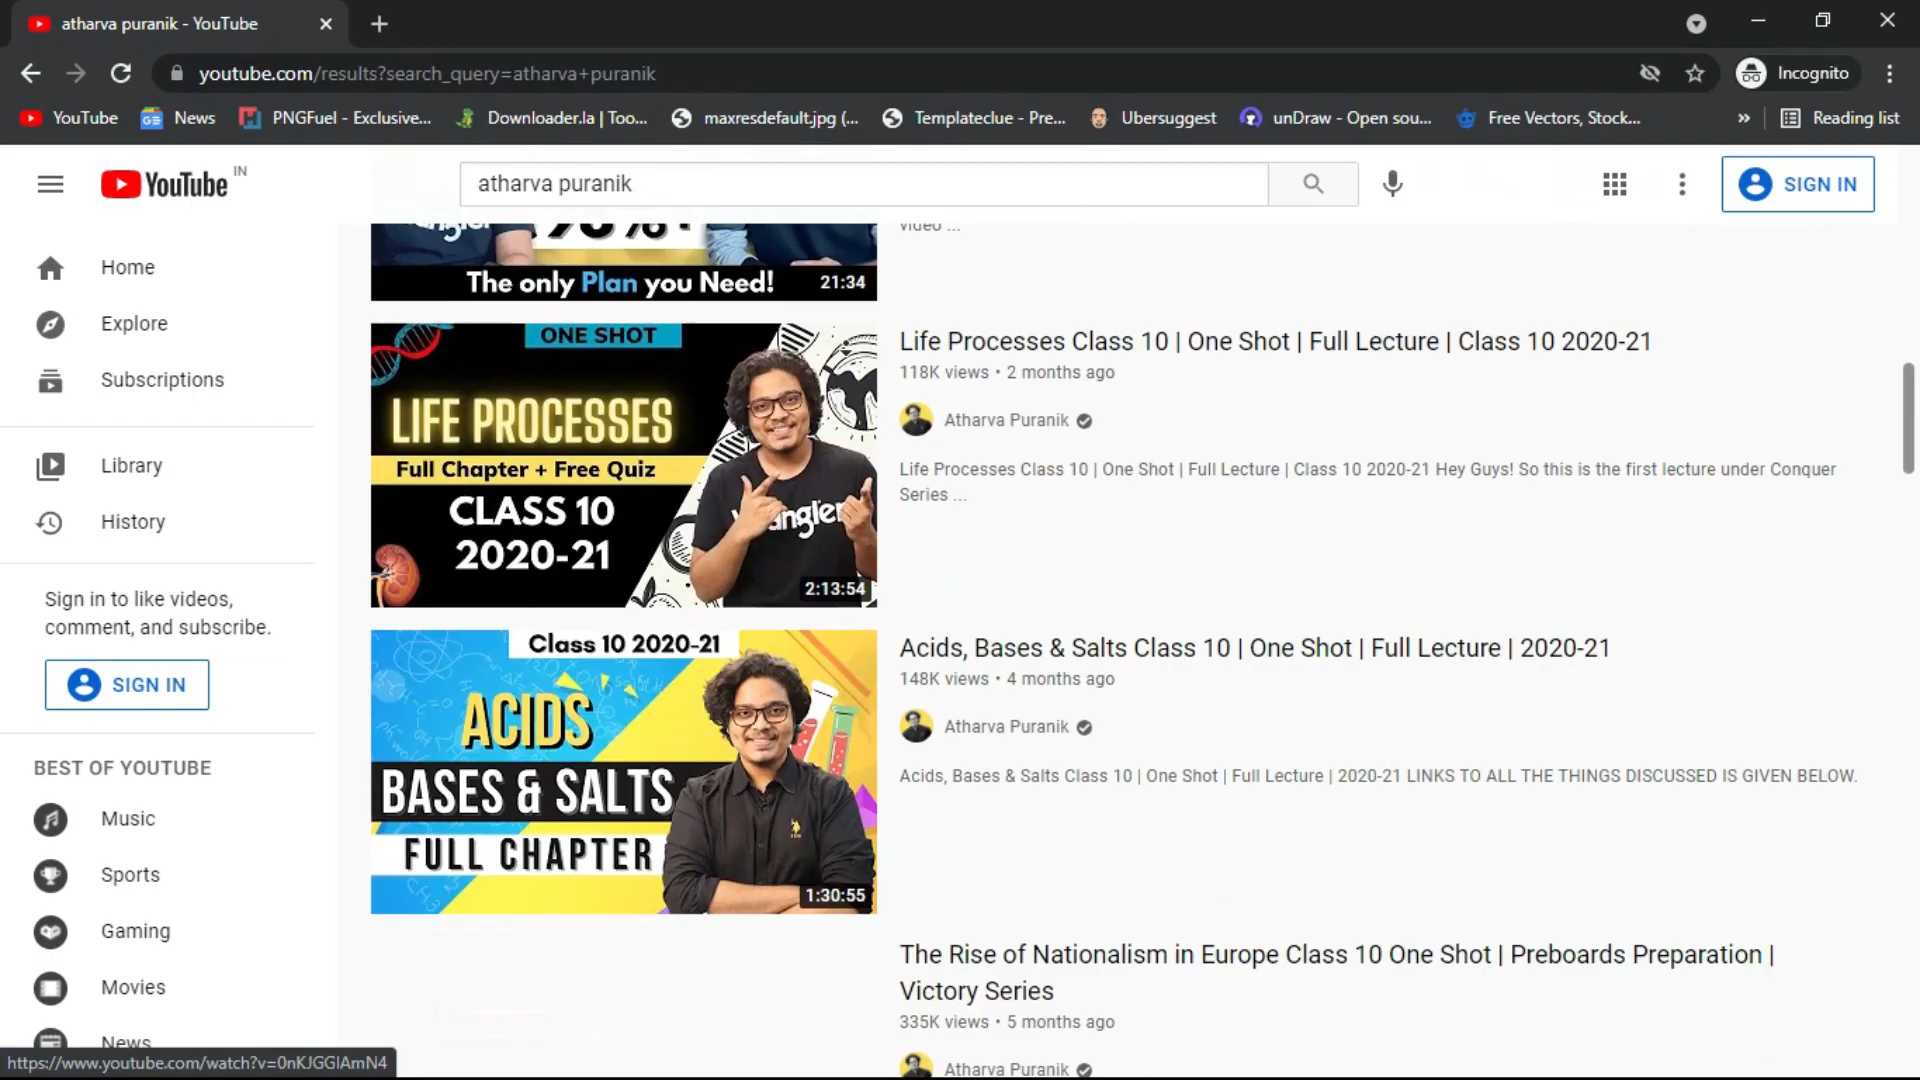 atharva puranik - YouTube
youtube.com/results?search_query=atharva+puranik
Incognito
YouTube
News
PNGFuel - Exclusive...
Downloader.la | Too...
maxresdefault.jpg (...
Templateclue - Pre...
Ubersuggest
unDraw - Open sou...
Free Vectors, Stock...
»
Reading list
YouTube IN
atharva puranik
SIGN IN
Home
Explore
Subscriptions
Library
History
Sign in to like videos,
comment, and subscribe.
SIGN IN
BEST OF YOUTUBE
Music
Sports
Gaming
Movies
News
https://www.youtube.com/watch?v=0nKJGGlAmN4
video ...
90%+
The only Plan you Need!
21:34
ONE SHOT
LIFE PROCESSES
Full Chapter + Free Quiz
CLASS 10
2020-21
Wrangler
2:13:54
Life Processes Class 10 | One Shot | Full Lecture | Class 10 2020-21
118K views • 2 months ago
Atharva Puranik
Life Processes Class 10 | One Shot | Full Lecture | Class 10 2020-21 Hey Guys! So this is the first lecture under Conquer
Series ...
Class 10 2020-21
ACIDS
BASES & SALTS
FULL CHAPTER
1:30:55
Acids, Bases & Salts Class 10 | One Shot | Full Lecture | 2020-21
148K views • 4 months ago
Atharva Puranik
Acids, Bases & Salts Class 10 | One Shot | Full Lecture | 2020-21 LINKS TO ALL THE THINGS DISCUSSED IS GIVEN BELOW.
The Rise of Nationalism in Europe Class 10 One Shot | Preboards Preparation |
Victory Series
335K views • 5 months ago
Atharva Puranik